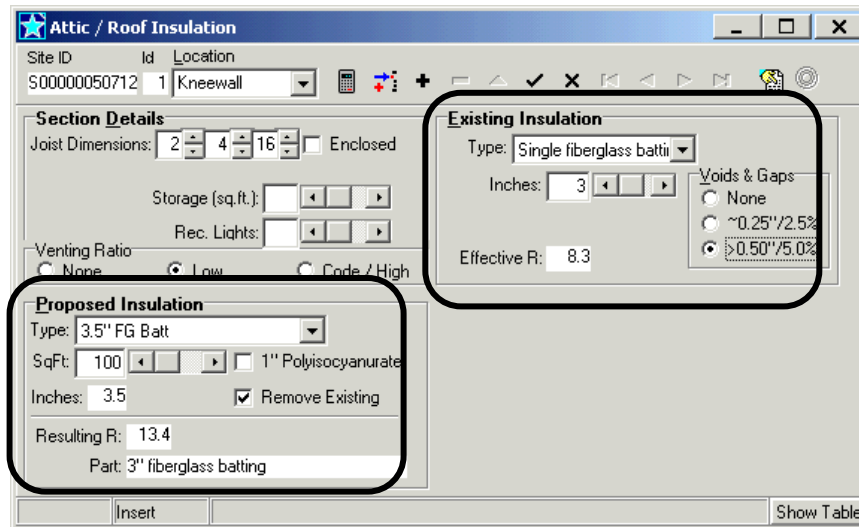 Attic / Roof Insulation
Site ID Id Location
S00000050712 1 Kneewall
Section Details
Joist Dimensions: 2 4 16 Enclosed
Storage (sq.ft.):
Rec. Lights:
Venting Ratio
None Low Code / High
Existing Insulation
Type: Single fiberglass battin
Inches: 3
Voids & Gaps
None
~0.25"/2.5%
>0.50"/5.0%
Effective R: 8.3
Proposed Insulation
Type: 3.5" FG Batt
SqFt: 100 1" Polyisocyanurate
Inches: 3.5 Remove Existing
Resulting R: 13.4
Part: 3" fiberglass batting
Insert Show Table